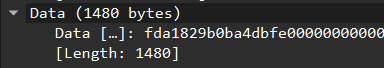 Data (1480 bytes)
Data […]: fda1829b0ba4dbfe00000000000
[Length: 1480]